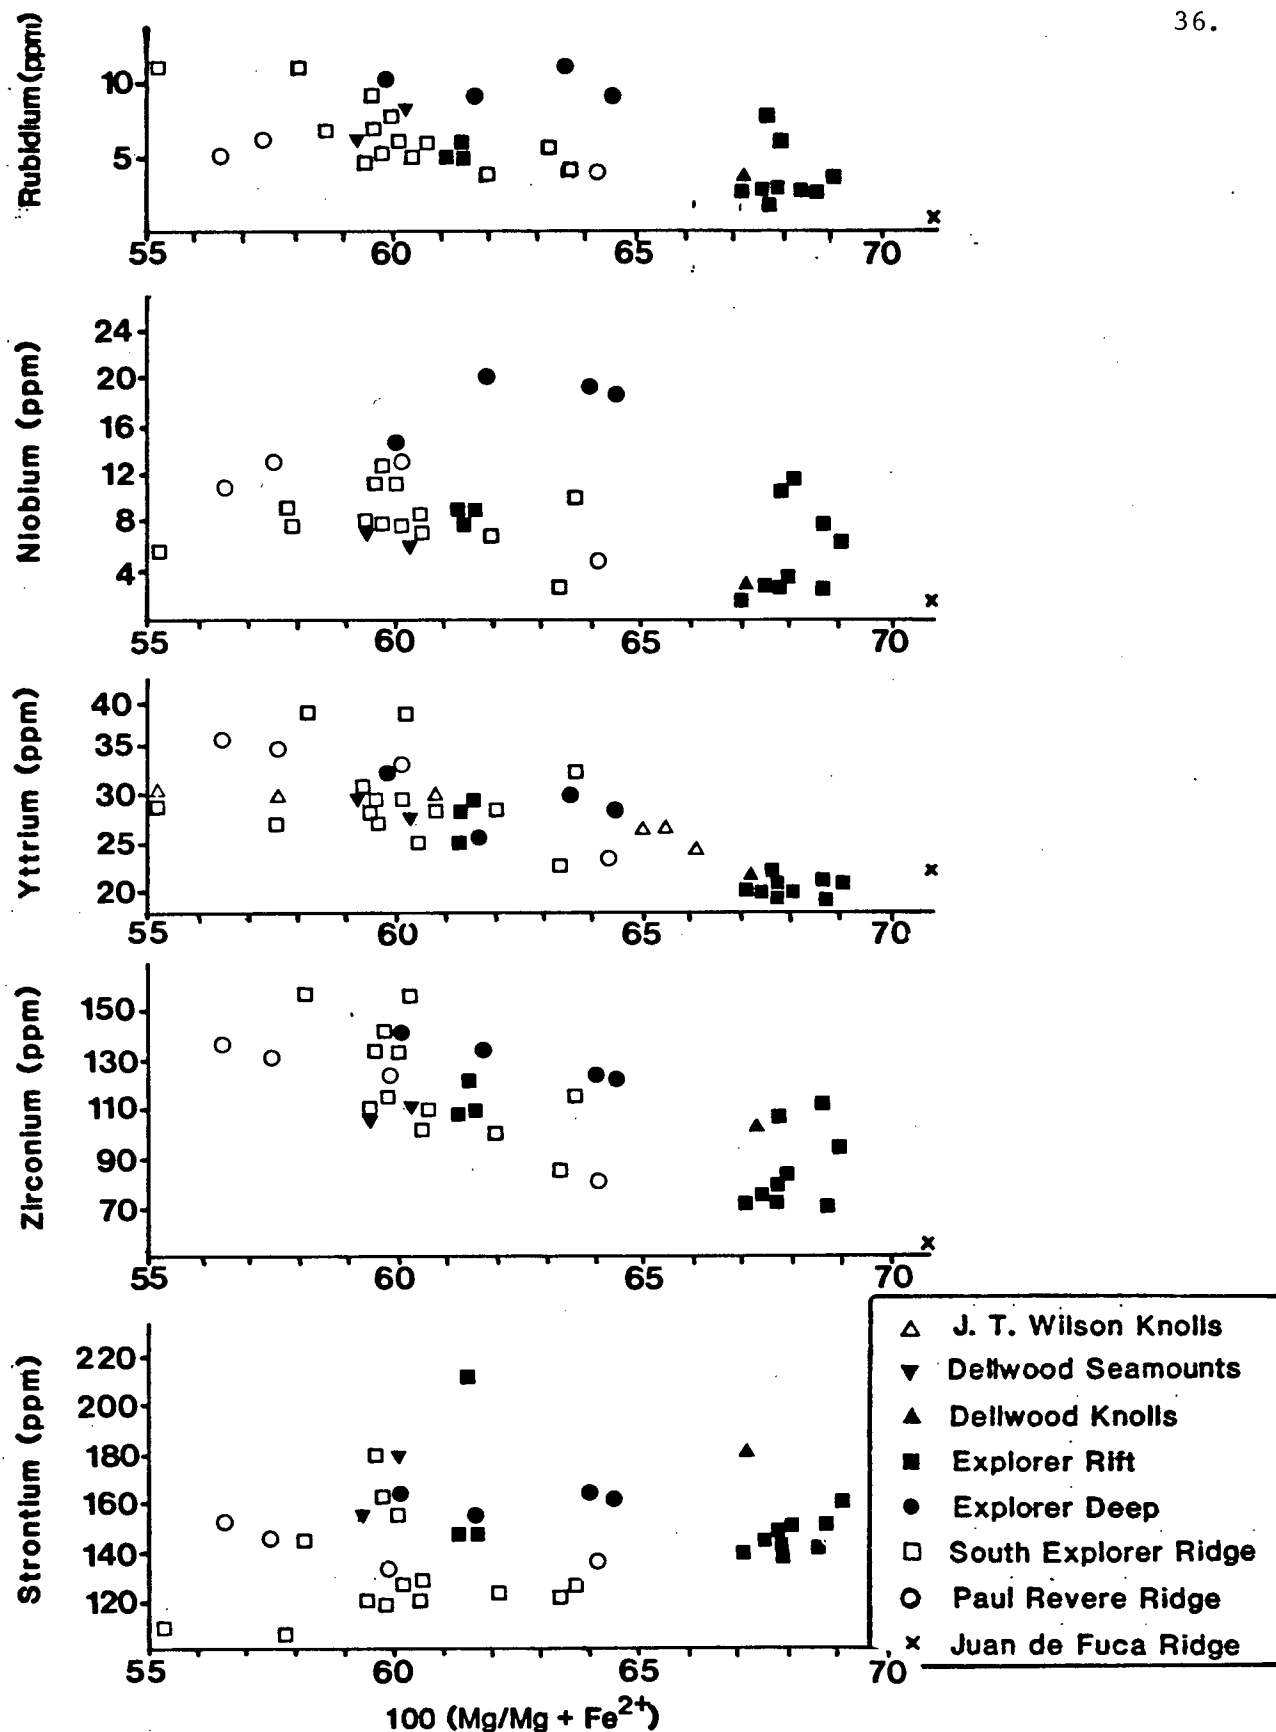 36.
Rubidium (ppm)
10
5
55 60 65 70
Niobium (ppm)
24
20
16
12
8
4
55 60 65 70
Yttrium (ppm)
40
35
30
25
20
55 60 65 70
Zirconium (ppm)
150
130
110
90
70
55 60 65 70
Strontium (ppm)
220
200
180
160
140
120
55 60 65 70
100 (Mg/Mg + Fe2+)
J. T. Wilson Knolls
Dellwood Seamounts
Dellwood Knolls
Explorer Rift
Explorer Deep
South Explorer Ridge
Paul Revere Ridge
Juan de Fuca Ridge